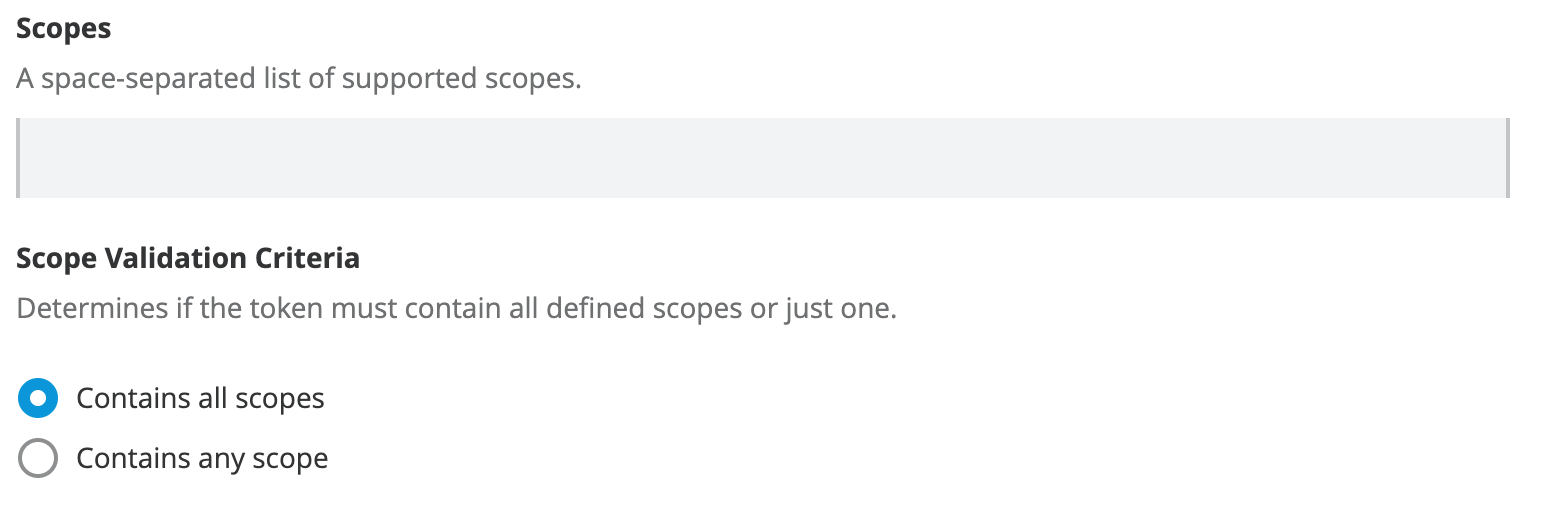 Scopes
A space-separated list of supported scopes.
Scope Validation Criteria
Determines if the token must contain all defined scopes or just one.
Contains all scopes
Contains any scope